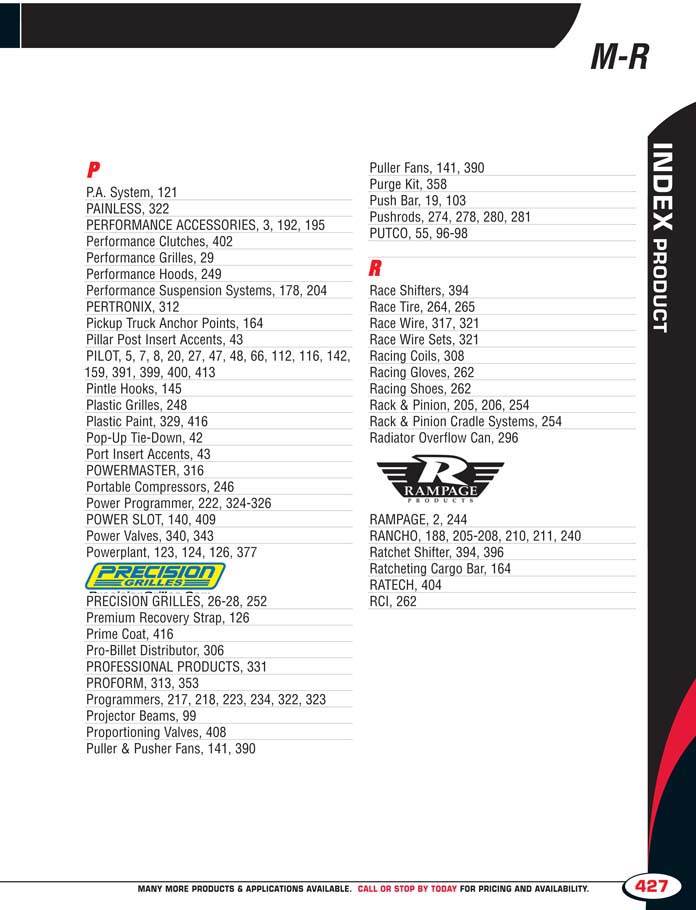 M-R
INDEX PRODUCT
P
P.A. System, 121
PAINLESS, 322
PERFORMANCE ACCESSORIES, 3, 192, 195
Performance Clutches, 402
Performance Grilles, 29
Performance Hoods, 249
Performance Suspension Systems, 178, 204
PERTRONIX, 312
Pickup Truck Anchor Points, 164
Pillar Post Insert Accents, 43
PILOT, 5, 7, 8, 20, 27, 47, 48, 66, 112, 116, 142,
159, 391, 399, 400, 413
Pintle Hooks, 145
Plastic Grilles, 248
Plastic Paint, 329, 416
Pop-Up Tie-Down, 42
Port Insert Accents, 43
POWERMASTER, 316
Portable Compressors, 246
Power Programmer, 222, 324-326
POWER SLOT, 140, 409
Power Valves, 340, 343
Powerplant, 123, 124, 126, 377
PRECISION
GRILLES
PRECISION GRILLES, 26-28, 252
Premium Recovery Strap, 126
Prime Coat, 416
Pro-Billet Distributor, 306
PROFESSIONAL PRODUCTS, 331
PROFORM, 313, 353
Programmers, 217, 218, 223, 234, 322, 323
Projector Beams, 99
Proportioning Valves, 408
Puller & Pusher Fans, 141, 390
Puller Fans, 141, 390
Purge Kit, 358
Push Bar, 19, 103
Pushrods, 274, 278, 280, 281
PUTCO, 55, 96-98
R
Race Shifters, 394
Race Tire, 264, 265
Race Wire, 317, 321
Race Wire Sets, 321
Racing Coils, 308
Racing Gloves, 262
Racing Shoes, 262
Rack & Pinion, 205, 206, 254
Rack & Pinion Cradle Systems, 254
Radiator Overflow Can, 296
R
RAMPAGE
PRODUCTS
RAMPAGE, 2, 244
RANCHO, 188, 205-208, 210, 211, 240
Ratchet Shifter, 394, 396
Ratcheting Cargo Bar, 164
RATECH, 404
RCI, 262
MANY MORE PRODUCTS & APPLICATIONS AVAILABLE. CALL OR STOP BY TODAY FOR PRICING AND AVAILABILITY.
427